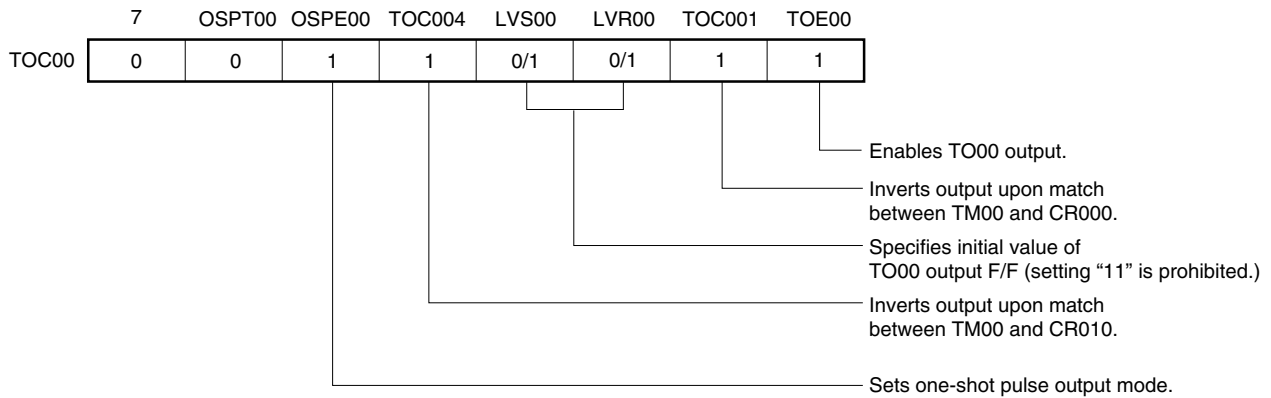 7 OSPT00 OSPE00 TOC004 LVS00 LVR00 TOC001 TOE00
TOC00 0 0 1 1 0/1 0/1 1 1
Enables TO00 output.
Inverts output upon match
between TM00 and CR000.
Specifies initial value of
TO00 output F/F (setting “11” is prohibited.)
Inverts output upon match
between TM00 and CR010.
Sets one-shot pulse output mode.